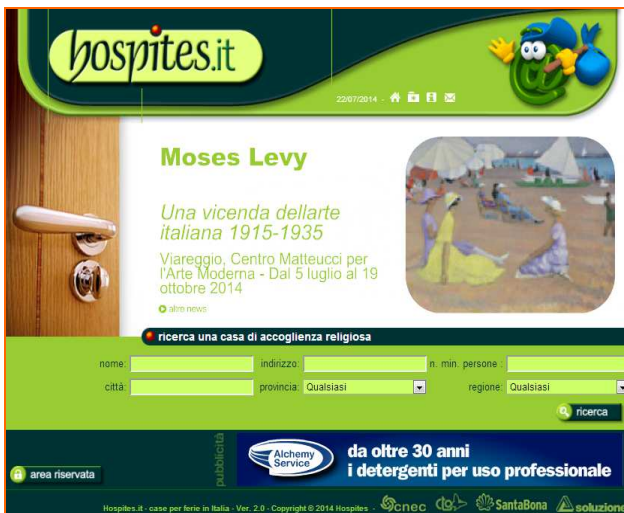 hospites.it
22/07/2014 -
Moses Levy
Una vicenda dellarte
italiana 1915-1935
Viareggio, Centro Matteucci per
l'Arte Moderna - Dal 5 luglio al 19
ottobre 2014
altre news
ricerca una casa di accoglienza religiosa
nome: indirizzo: n. min. persone :
città: provincia: Qualsiasi regione: Qualsiasi
ricerca
pubblicità
Alchemy
Service
da oltre 30 anni
i detergenti per uso professionale
area riservata
Hospites.it - case per ferie in Italia - Ver. 2.0 - Copyright © 2014 Hospites - cnec SantaBona soluzione